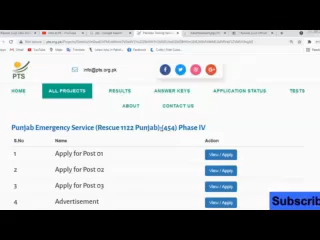 PTS
info@pts.org.pk
HOME ALL PROJECTS RESULTS ANSWER KEYS APPLICATION STATUS TESTS
ABOUT CONTACT US
Punjab Emergency Service (Rescue 1122 Punjab):(454) Phase IV
S.No Name Action
1 Apply for Post 01 View / Apply
2 Apply for Post 02 View / Apply
3 Apply for Post 03 View / Apply
4 Advertisement View / Apply
Subscrib